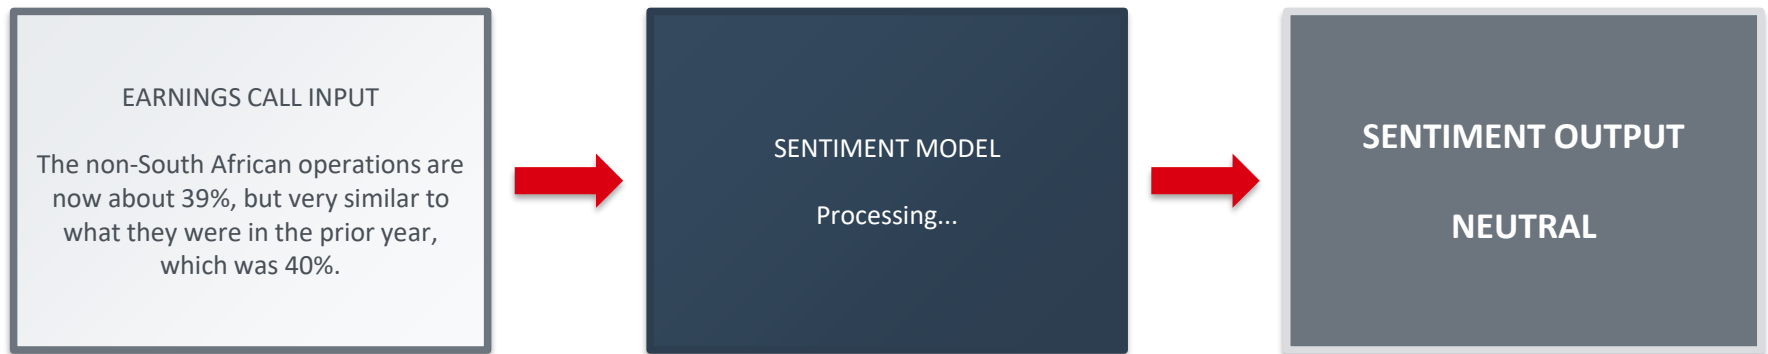 EARNINGS CALL INPUT
The non-South African operations are
now about 39%, but very similar to
what they were in the prior year,
which was 40%.
SENTIMENT MODEL
Processing...
SENTIMENT OUTPUT
NEUTRAL